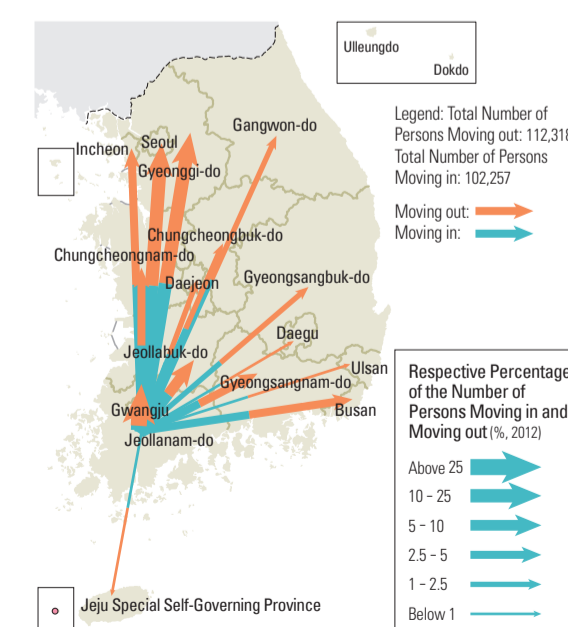 Ulleungdo
Dokdo
Legend: Total Number of
Persons Moving out: 112,318
Total Number of Persons
Moving in: 102,257
Moving out:
Moving in:
Gangwon-do
Seoul
Incheon
Gyeonggi-do
Chungcheongbuk-do
Chungcheongnam-do
Daejeon
Gyeongsangbuk-do
Daegu
Jeollabuk-do
Ulsan
Gyeongsangnam-do
Gwangju
Busan
Jeollanam-do
Jeju Special Self-Governing Province
Respective Percentage
of the Number of
Persons Moving in and
Moving out (%, 2012)
Above 25
10 - 25
5 - 10
2.5 - 5
1 - 2.5
Below 1